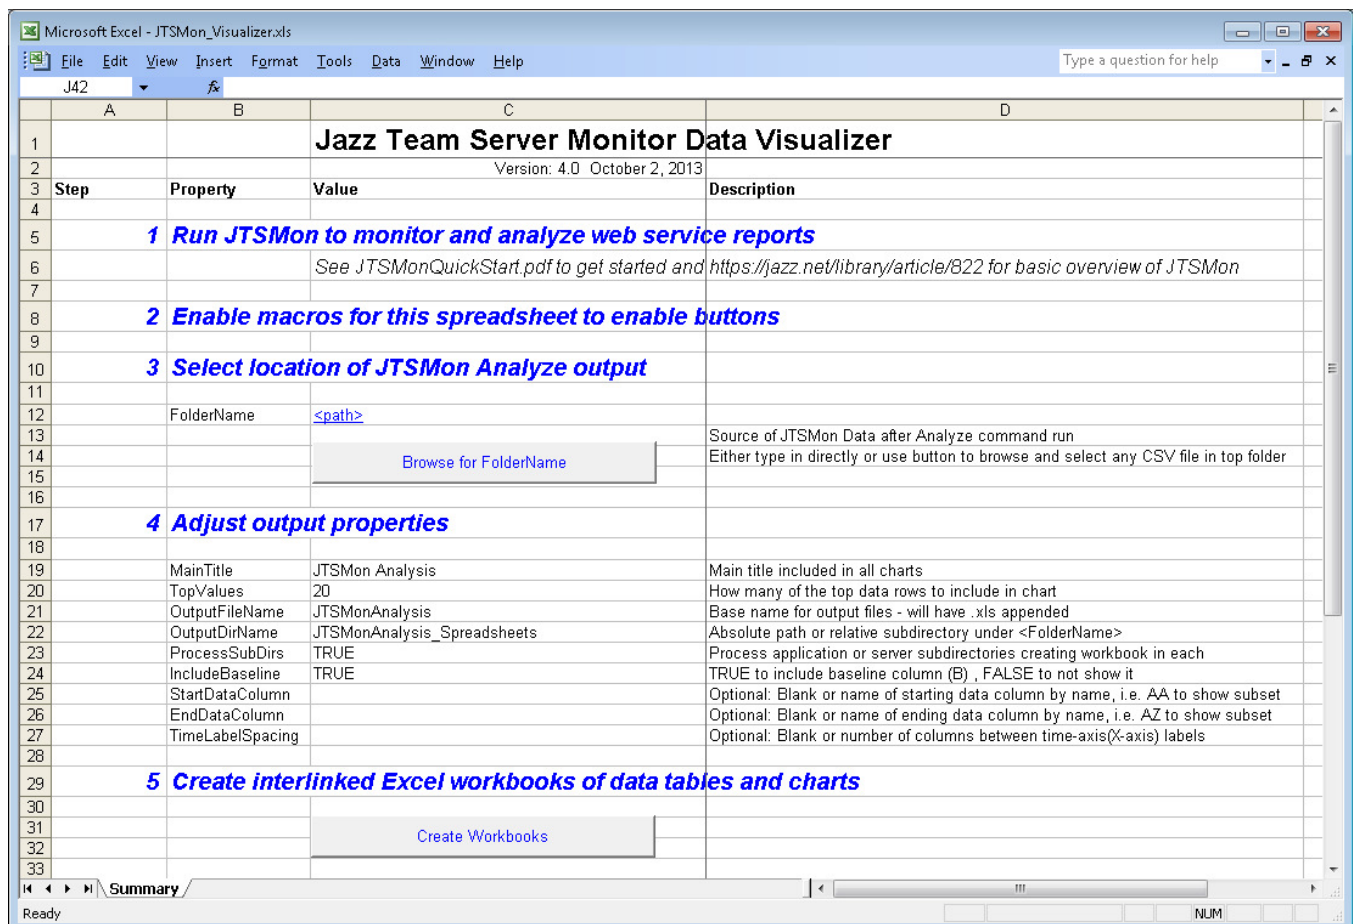 Microsoft Excel - JTSMon_Visualizer.xls
File Edit View Insert Format Tools Data Window Help Type a question for help
J42 fx
A B C D
1 Jazz Team Server Monitor Data Visualizer
2 Version: 4.0 October 2, 2013
3 Step Property Value Description
4
5 1 Run JTSMon to monitor and analyze web service reports
6 See JTSMonQuickStart.pdf to get started and https://jazz.net/library/article/822 for basic overview of JTSMon
7
8 2 Enable macros for this spreadsheet to enable buttons
9
10 3 Select location of JTSMon Analyze output
11
12 FolderName <path>
13 Source of JTSMon Data after Analyze command run
14 Browse for FolderName Either type in directly or use button to browse and select any CSV file in top folder
15
16
17 4 Adjust output properties
18
19 MainTitle JTSMon Analysis Main title included in all charts
20 TopValues 20 How many of the top data rows to include in chart
21 OutputFileName JTSMonAnalysis Base name for output files - will have .xls appended
22 OutputDirName JTSMonAnalysis_Spreadsheets Absolute path or relative subdirectory under <FolderName>
23 ProcessSubDirs TRUE Process application or server subdirectories creating workbook in each
24 IncludeBaseline TRUE TRUE to include baseline column (B) , FALSE to not show it
25 StartDataColumn Optional: Blank or name of starting data column by name, i.e. AA to show subset
26 EndDataColumn Optional: Blank or name of ending data column by name, i.e. AZ to show subset
27 TimeLabelSpacing Optional: Blank or number of columns between time-axis(X-axis) labels
28
29 5 Create interlinked Excel workbooks of data tables and charts
30
31 Create Workbooks
32
33
Summary
Ready NUM